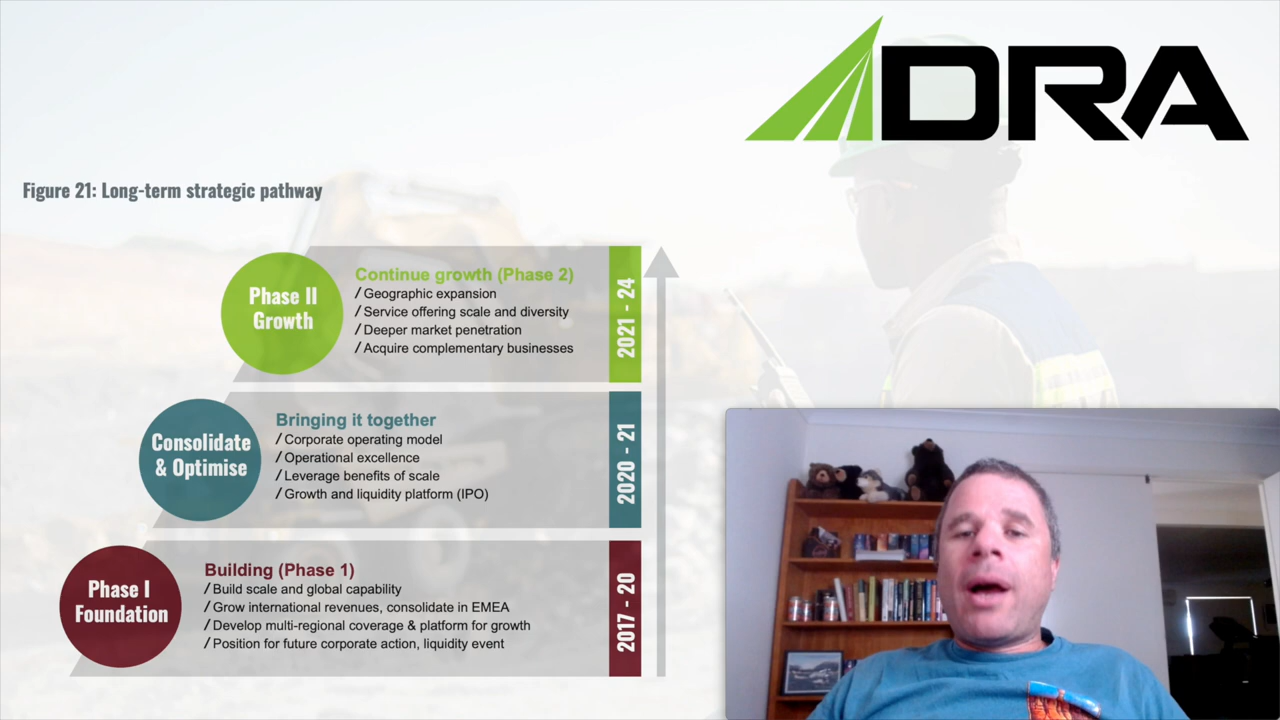 DRA
Figure 21: Long-term strategic pathway
Phase II
Growth
Continue growth (Phase 2)
/ Geographic expansion
/ Service offering scale and diversity
/ Deeper market penetration
/ Acquire complementary businesses
2021 - 24
Consolidate
& Optimise
Bringing it together
/ Corporate operating model
/ Operational excellence
/ Leverage benefits of scale
/ Growth and liquidity platform (IPO)
2020 - 21
Phase I
Foundation
Building (Phase 1)
/ Build scale and global capability
/ Grow international revenues, consolidate in EMEA
/ Develop multi-regional coverage & platform for growth
/ Position for future corporate action, liquidity event
2017 - 20